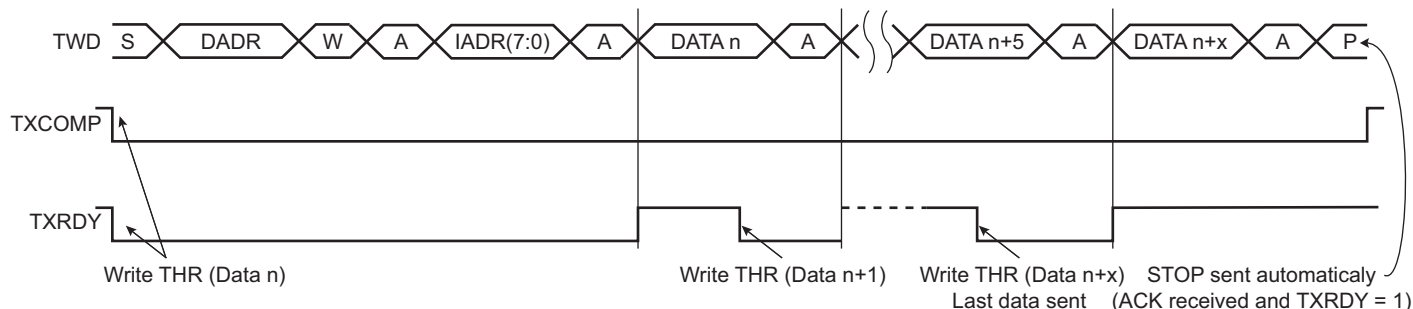 TWD S DADR W A IADR(7:0) A DATA n A DATA n+5 A DATA n+x A P
TXCOMP
TXRDY
Write THR (Data n) Write THR (Data n+1) Write THR (Data n+x) STOP sent automaticaly
Last data sent (ACK received and TXRDY = 1)